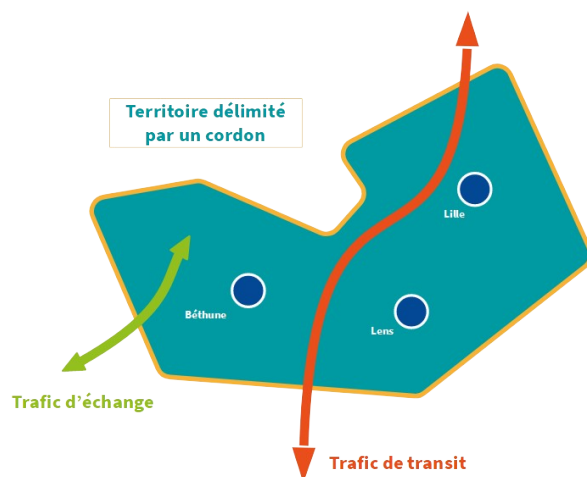 Territoire délimité
par un cordon
Lille
Béthune
Lens
Trafic d'échange
Trafic de transit